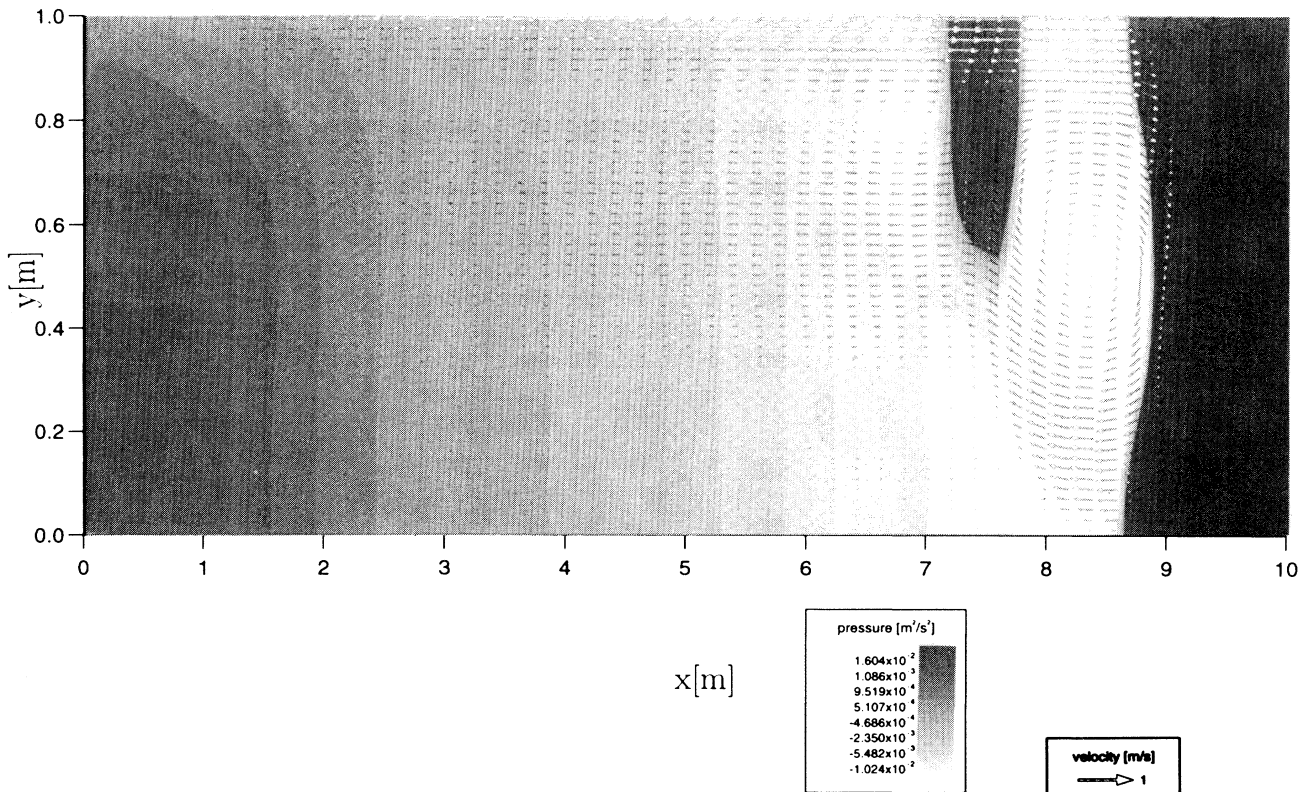 1.0
0.8
0.6
0.4
0.2
0.0
y[m]
0 1 2 3 4 5 6 7 8 9 10
x[m]
pressure [m²/s²]
1.604x10⁻²
1.086x10⁻³
9.519x10⁻⁴
5.107x10⁻⁴
-4.686x10⁻⁴
-2.350x10⁻³
-5.482x10⁻³
-1.024x10⁻²
velocity [m/s]
1